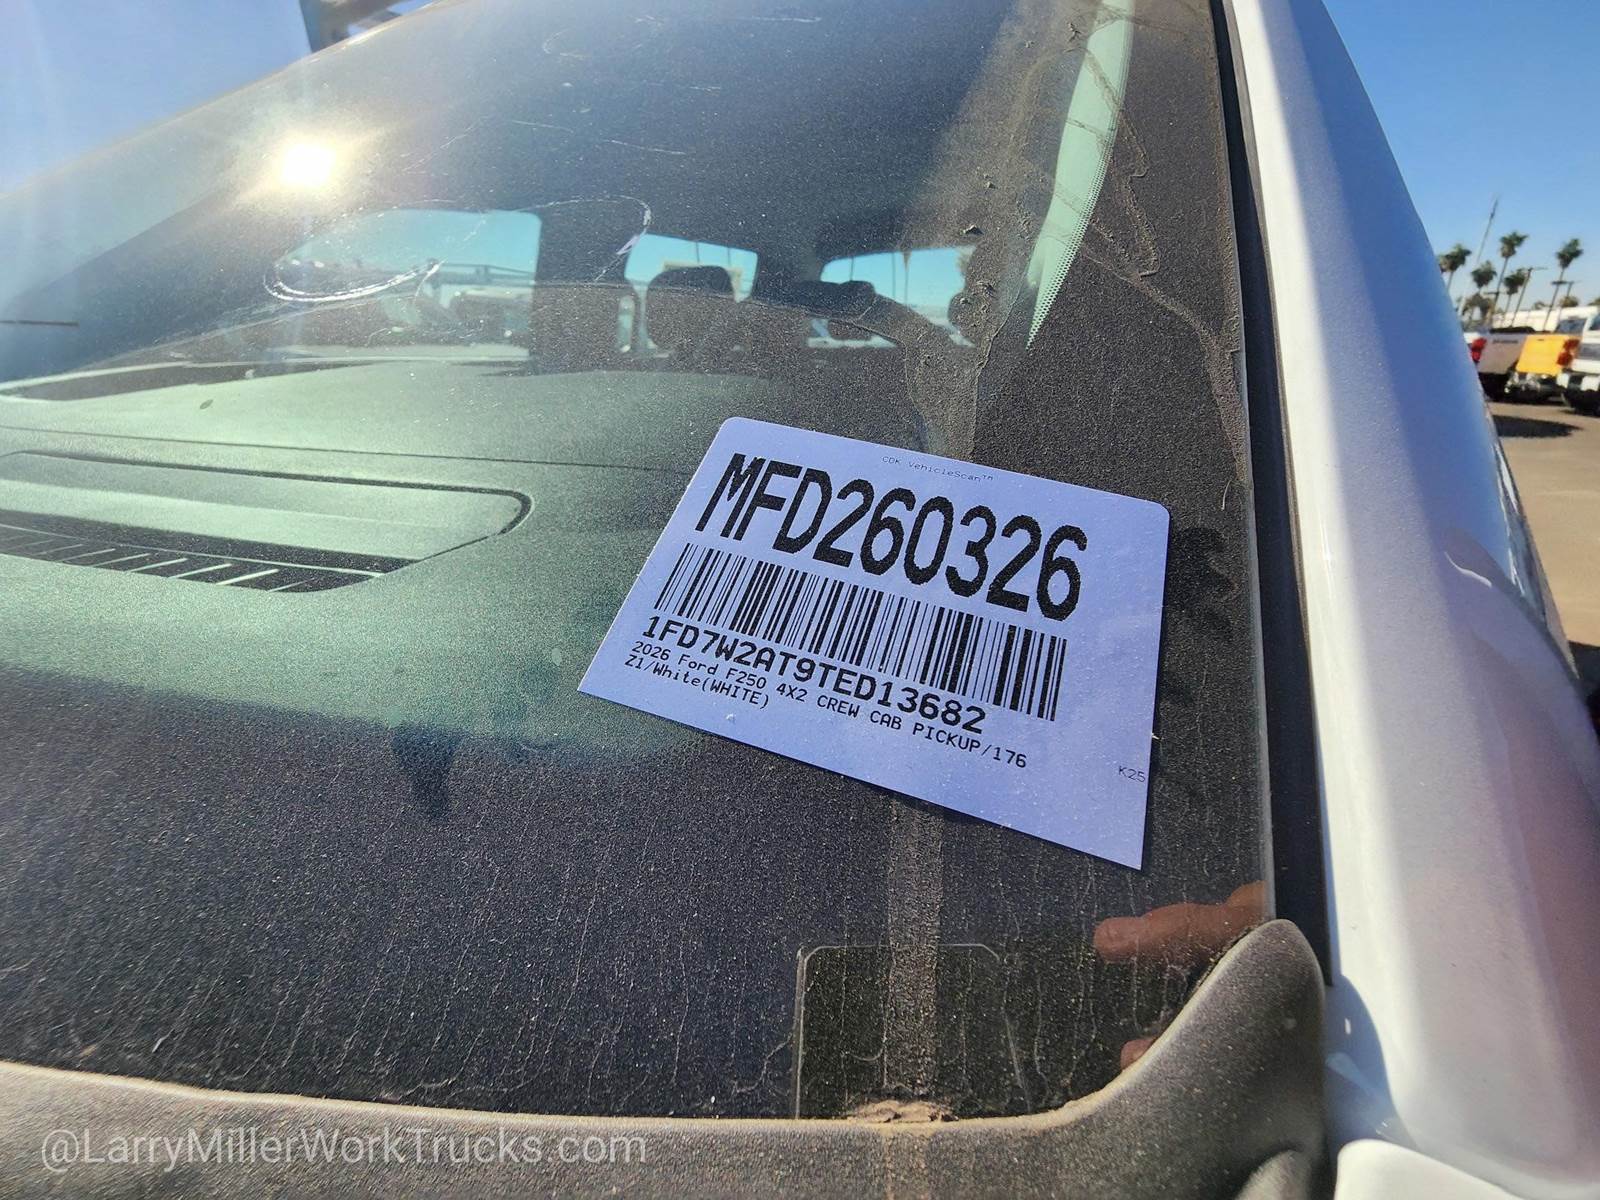 CDK VehicleScan™
MFD260326
1FD7W2AT9TED13682
2026 Ford F250 4X2 CREW CAB PICKUP/176
Z1/White(WHITE)
K25
@LarryMillerWorkTrucks.com